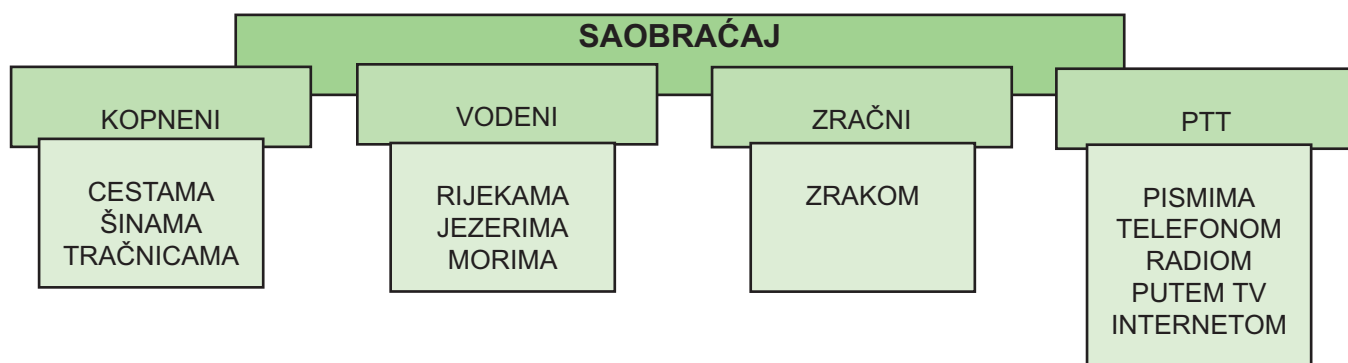 SAOBRAĆAJ
KOPNENI
CESTAMA
ŠINAMA
TRAČNICAMA
VODENI
RIJEKAMA
JEZERIMA
MORIMA
ZRAČNI
ZRAKOM
PTT
PISMIMA
TELEFONOM
RADIOM
PUTEM TV
INTERNETOM